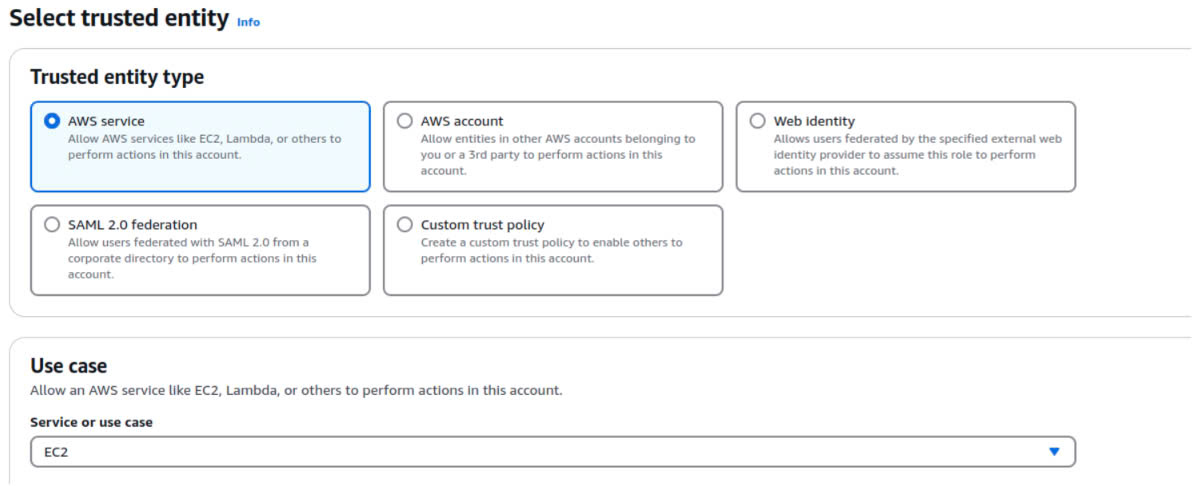 Select trusted entity Info
Trusted entity type
AWS service
Allow AWS services like EC2, Lambda, or others to
perform actions in this account.
AWS account
Allow entities in other AWS accounts belonging to
you or a 3rd party to perform actions in this
account.
Web identity
Allows users federated by the specified external web
identity provider to assume this role to perform
actions in this account.
SAML 2.0 federation
Allow users federated with SAML 2.0 from a
corporate directory to perform actions in this
account.
Custom trust policy
Create a custom trust policy to enable others to
perform actions in this account.
Use case
Allow an AWS service like EC2, Lambda, or others to perform actions in this account.
Service or use case
EC2